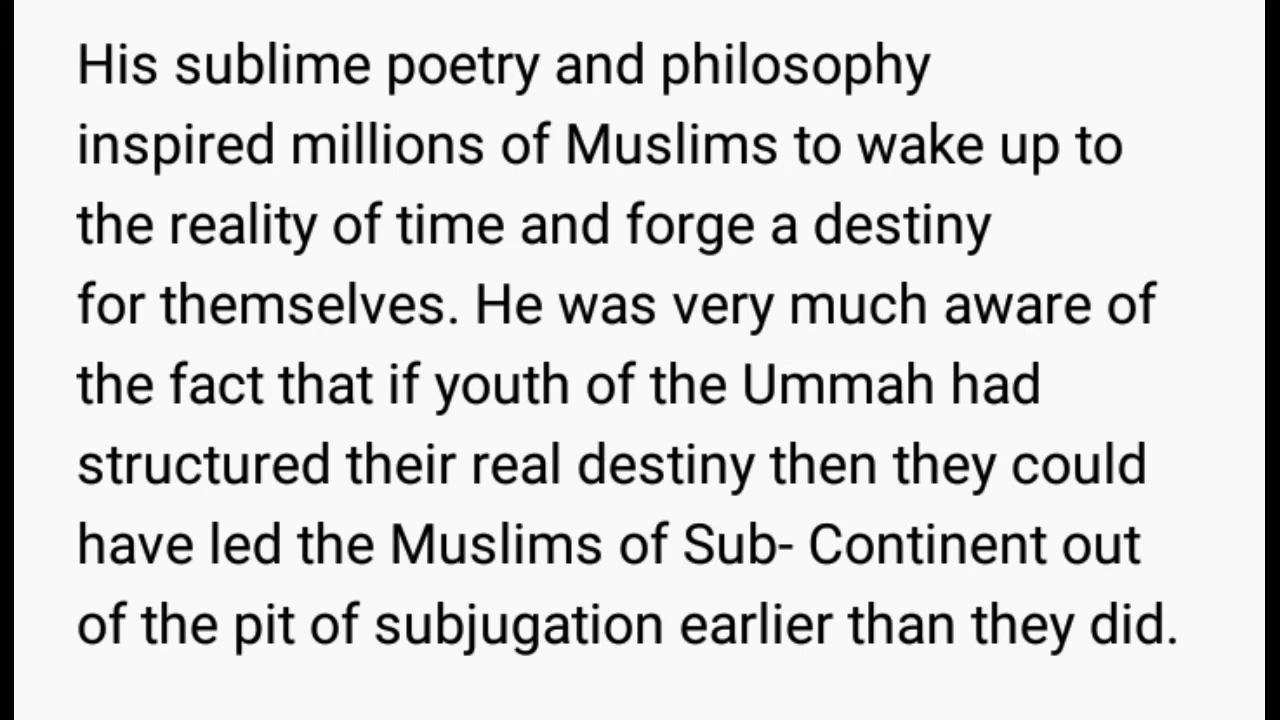 His sublime poetry and philosophy
inspired millions of Muslims to wake up to
the reality of time and forge a destiny
for themselves. He was very much aware of
the fact that if youth of the Ummah had
structured their real destiny then they could
have led the Muslims of Sub- Continent out
of the pit of subjugation earlier than they did.